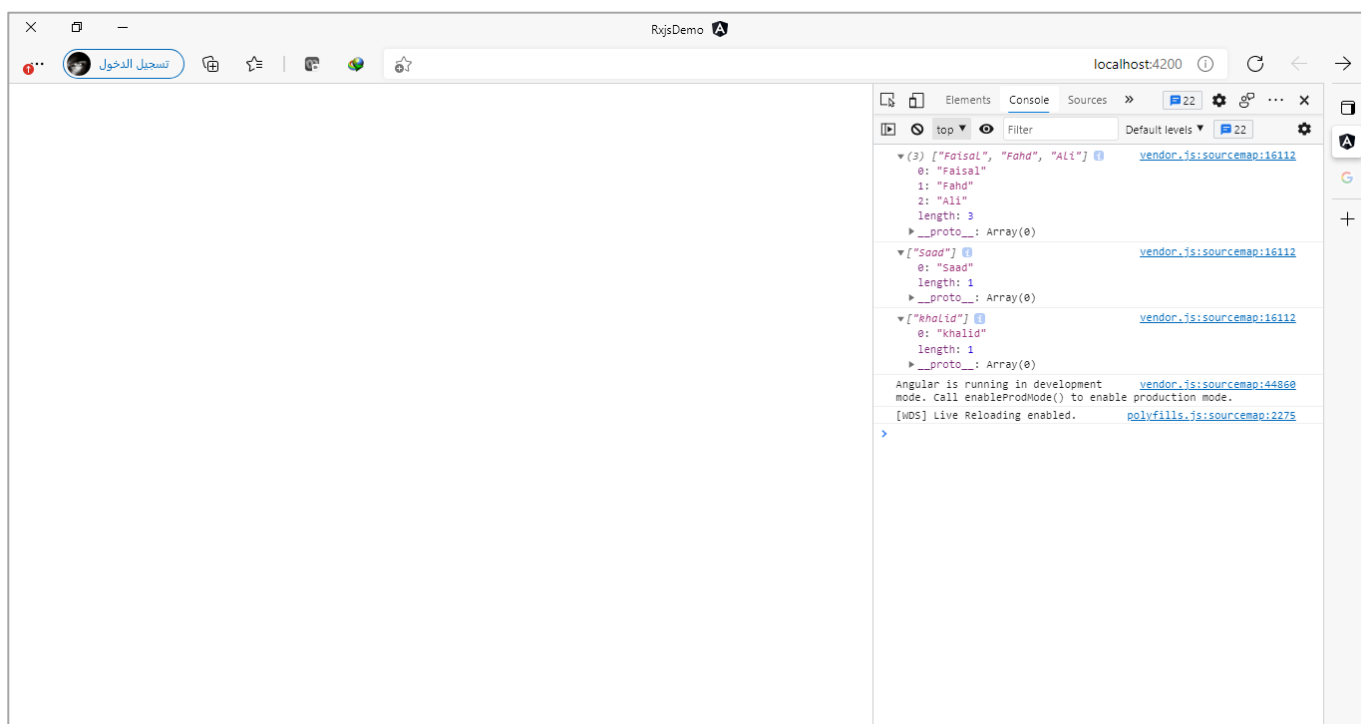 RxjsDemo
تسجيل الدخول
localhost:4200
Elements Console Sources 22
top Filter Default levels 22
(3) ["Faisal", "Fahd", "Ali"] vendor.js:sourcemap:16112
0: "Faisal"
1: "Fahd"
2: "Ali"
length: 3
__proto__: Array(0)
["Saad"] vendor.js:sourcemap:16112
0: "Saad"
length: 1
__proto__: Array(0)
["khalid"] vendor.js:sourcemap:16112
0: "khalid"
length: 1
__proto__: Array(0)
Angular is running in development vendor.js:sourcemap:44860
mode. Call enableProdMode() to enable production mode.
[WDS] Live Reloading enabled. polyfills.js:sourcemap:2275